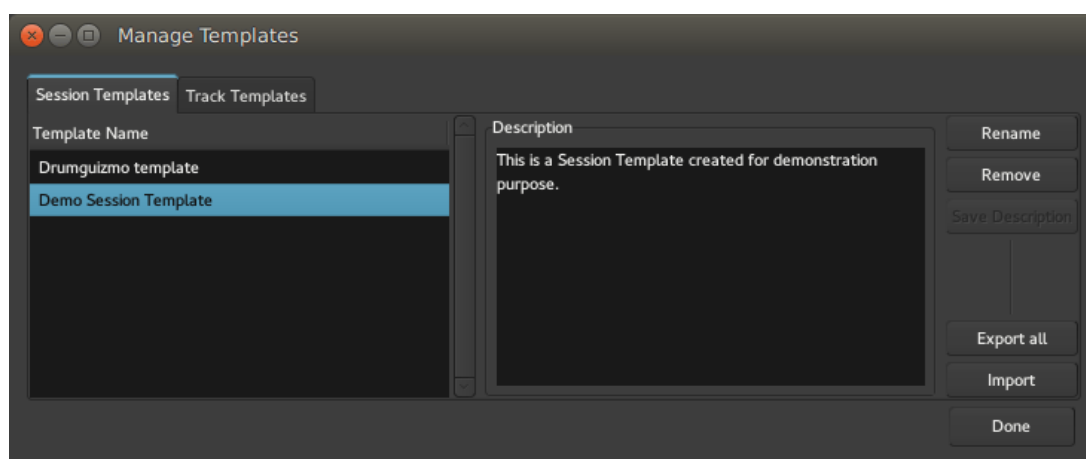 Manage Templates
Session Templates
Track Templates
Template Name
Drumguizmo template
Demo Session Template
Description
This is a Session Template created for demonstration
purpose.
Rename
Remove
Save Description
Export all
Import
Done